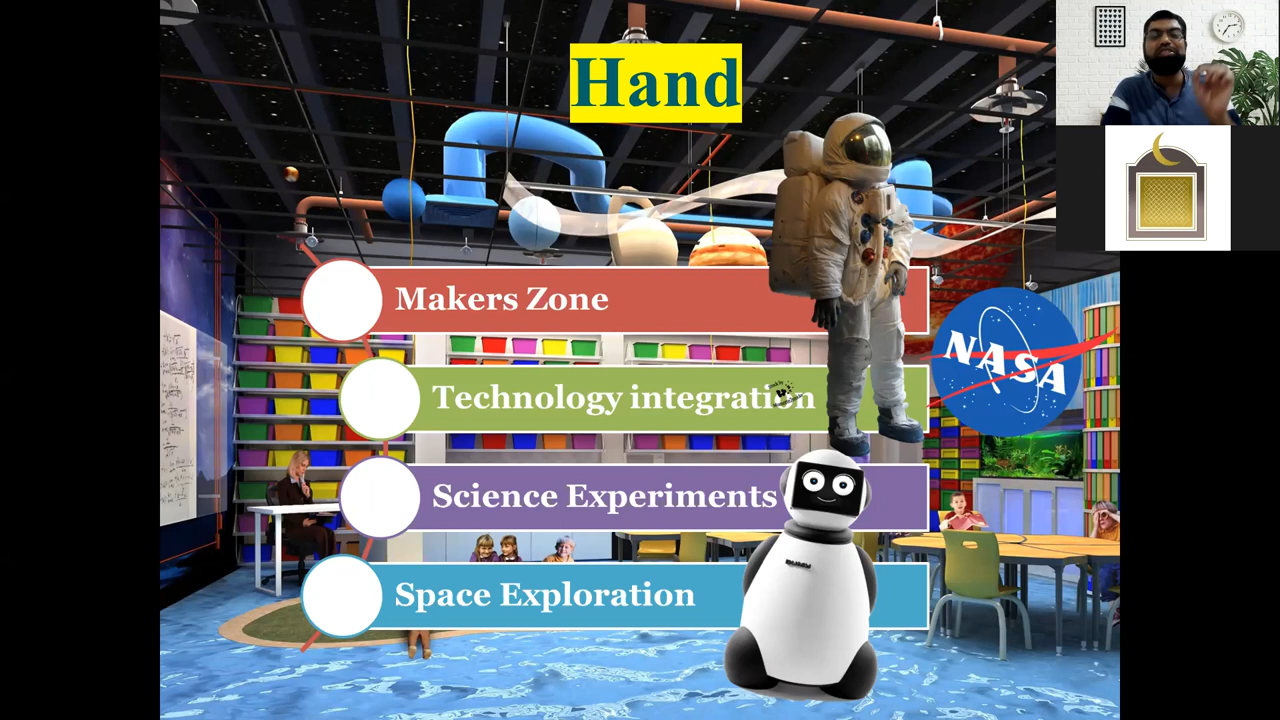 Hand
Makers Zone
Technology integration
Science Experiments
Space Exploration
NASA